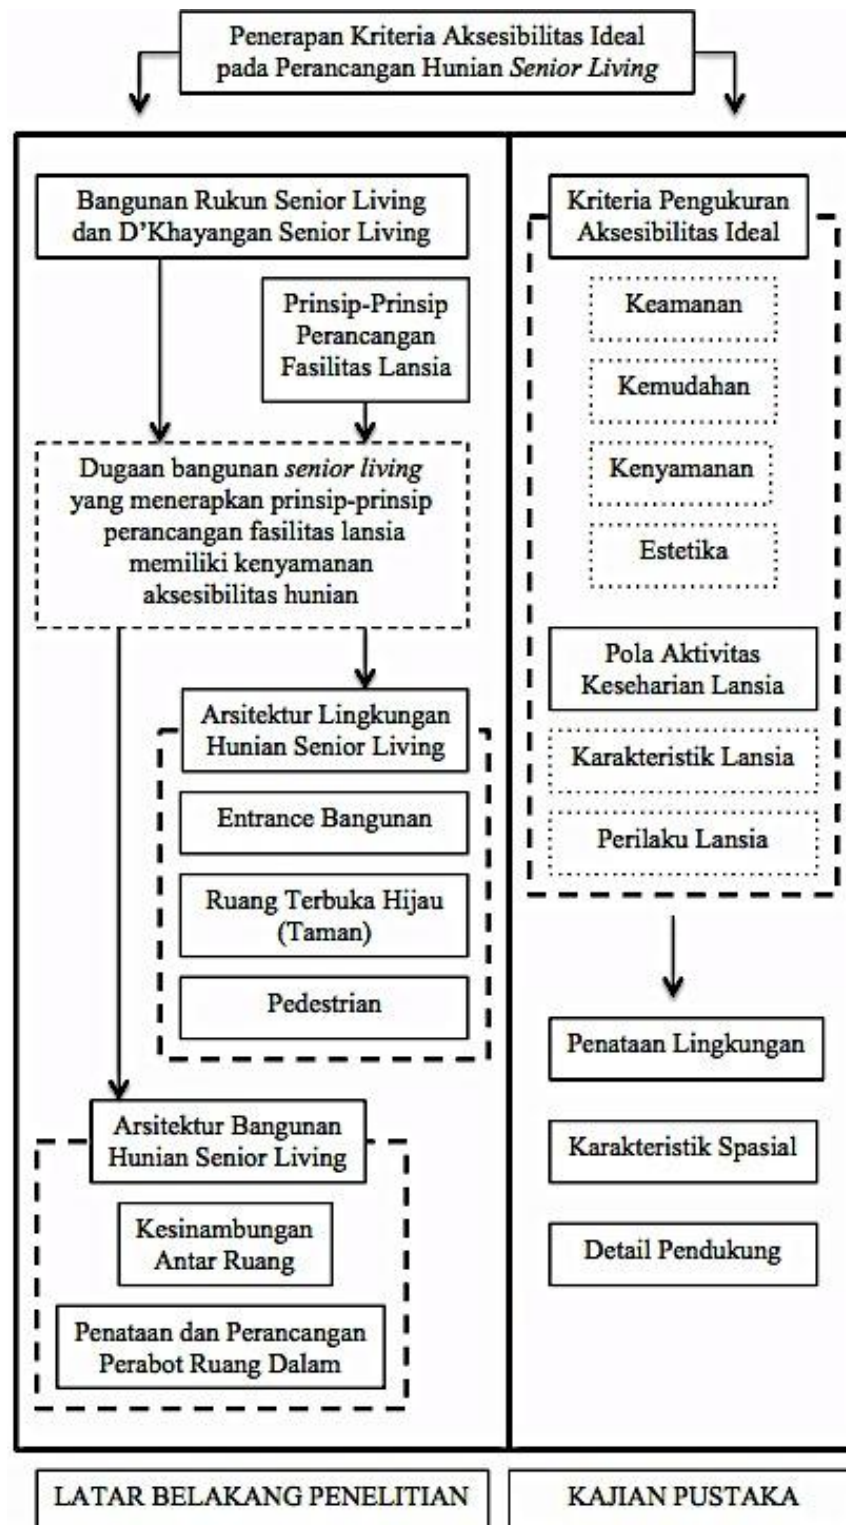 Penerapan Kriteria Aksesibilitas Ideal
pada Perancangan Hunian Senior Living
Bangunan Rukun Senior Living
dan D'Khayangan Senior Living
Prinsip-Prinsip
Perancangan
Fasilitas Lansia
Dugaan bangunan senior living
yang menerapkan prinsip-prinsip
perancangan fasilitas lansia
memiliki kenyamanan
aksesibilitas hunian
Arsitektur Lingkungan
Hunian Senior Living
Entrance Bangunan
Ruang Terbuka Hijau
(Taman)
Pedestrian
Arsitektur Bangunan
Hunian Senior Living
Kesinambungan
Antar Ruang
Penataan dan Perancangan
Perabot Ruang Dalam
LATAR BELAKANG PENELITIAN
Kriteria Pengukuran
Aksesibilitas Ideal
Keamanan
Kemudahan
Kenyamanan
Estetika
Pola Aktivitas
Keseharian Lansia
Karakteristik Lansia
Perilaku Lansia
Penataan Lingkungan
Karakteristik Spasial
Detail Pendukung
KAJIAN PUSTAKA